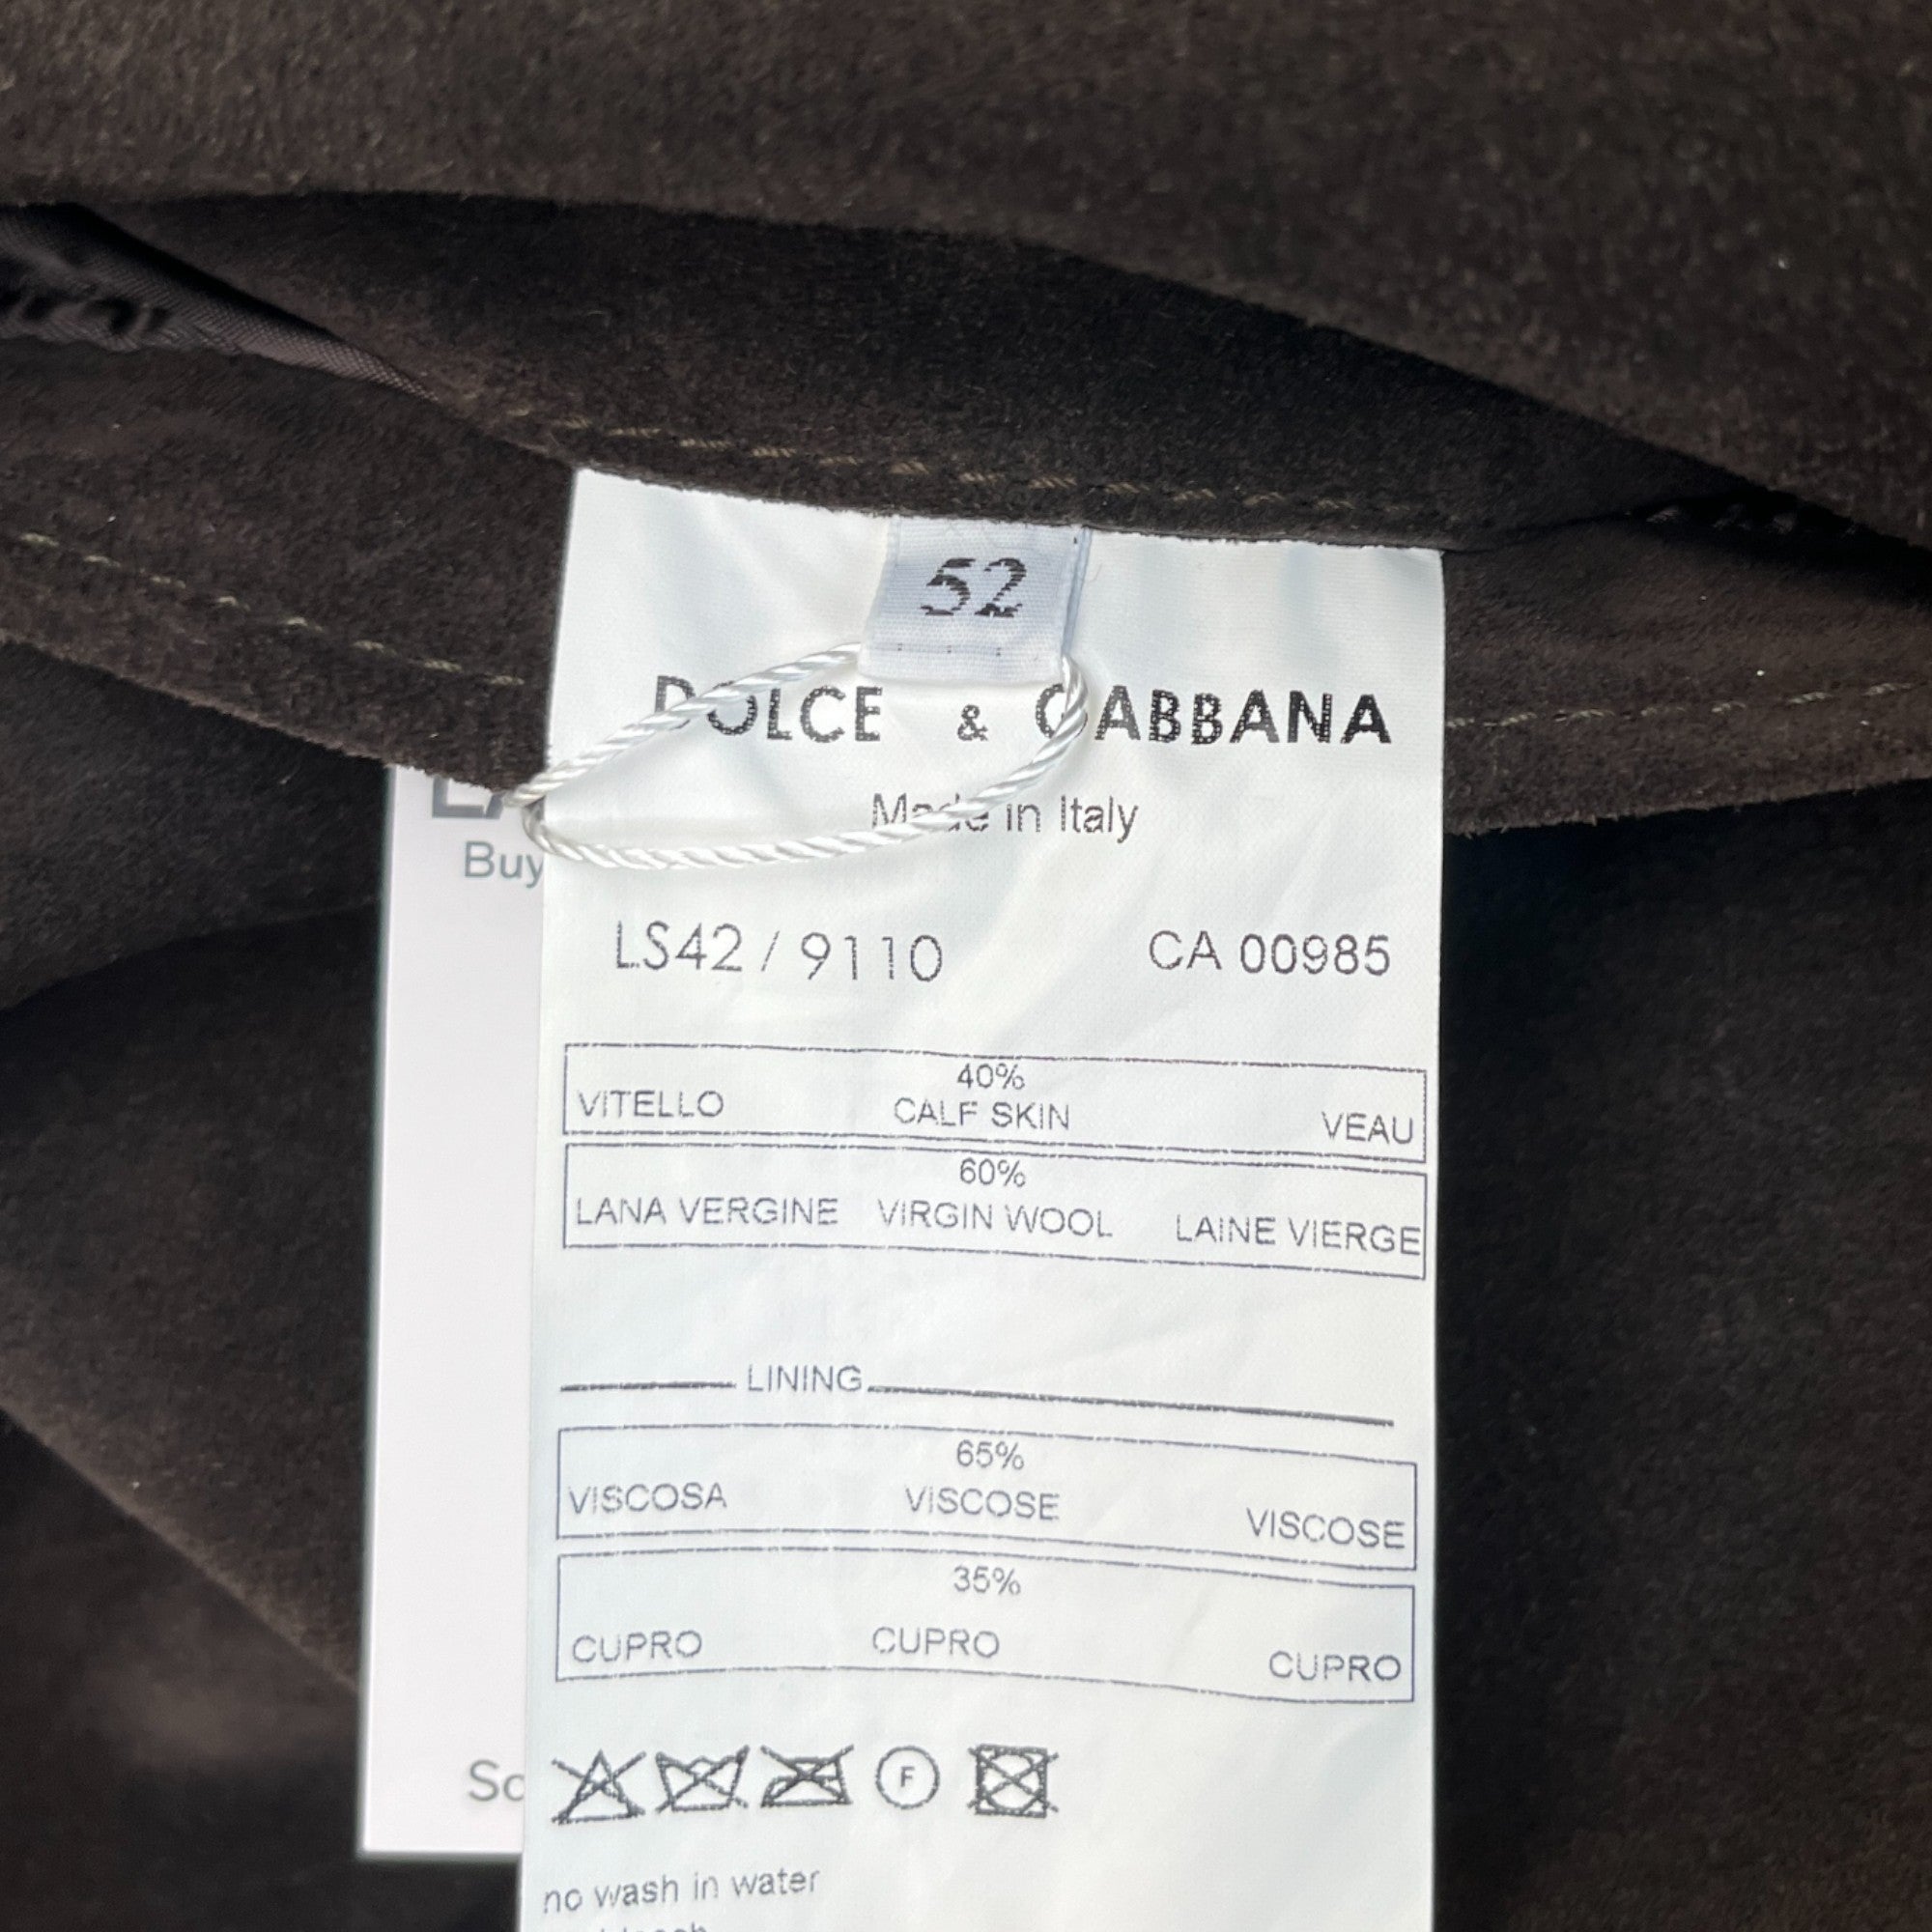 52
DOLCE & GABBANA
Made in Italy
Buy
LS42 / 9110 CA 00985
40%
VITELLO CALF SKIN VEAU
60%
LANA VERGINE VIRGIN WOOL LAINE VIERGE
LINING
65%
VISCOSA VISCOSE VISCOSE
35%
CUPRO CUPRO CUPRO
F
no wash in water